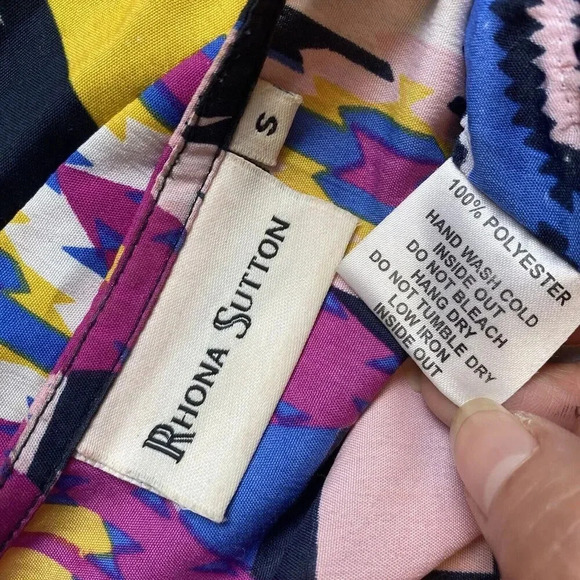 S
RHONA SUTTON
100% POLYESTER
HAND WASH COLD
INSIDE OUT
DO NOT BLEACH
HANG DRY
DO NOT TUMBLE DRY
LOW IRON
INSIDE OUT